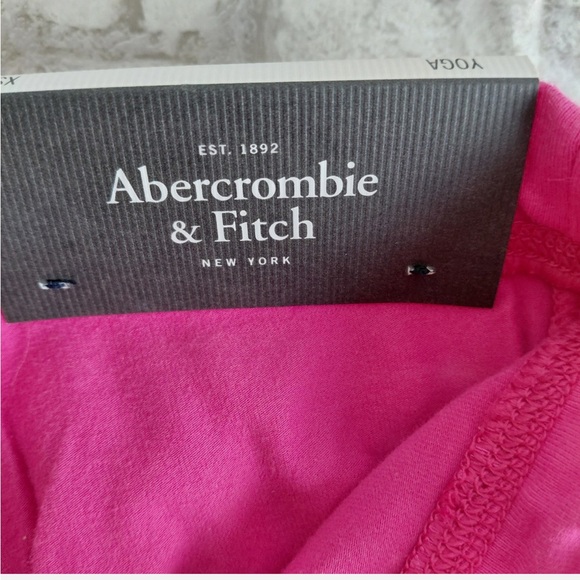 YOGA
EST. 1892
Abercrombie
& Fitch
NEW YORK